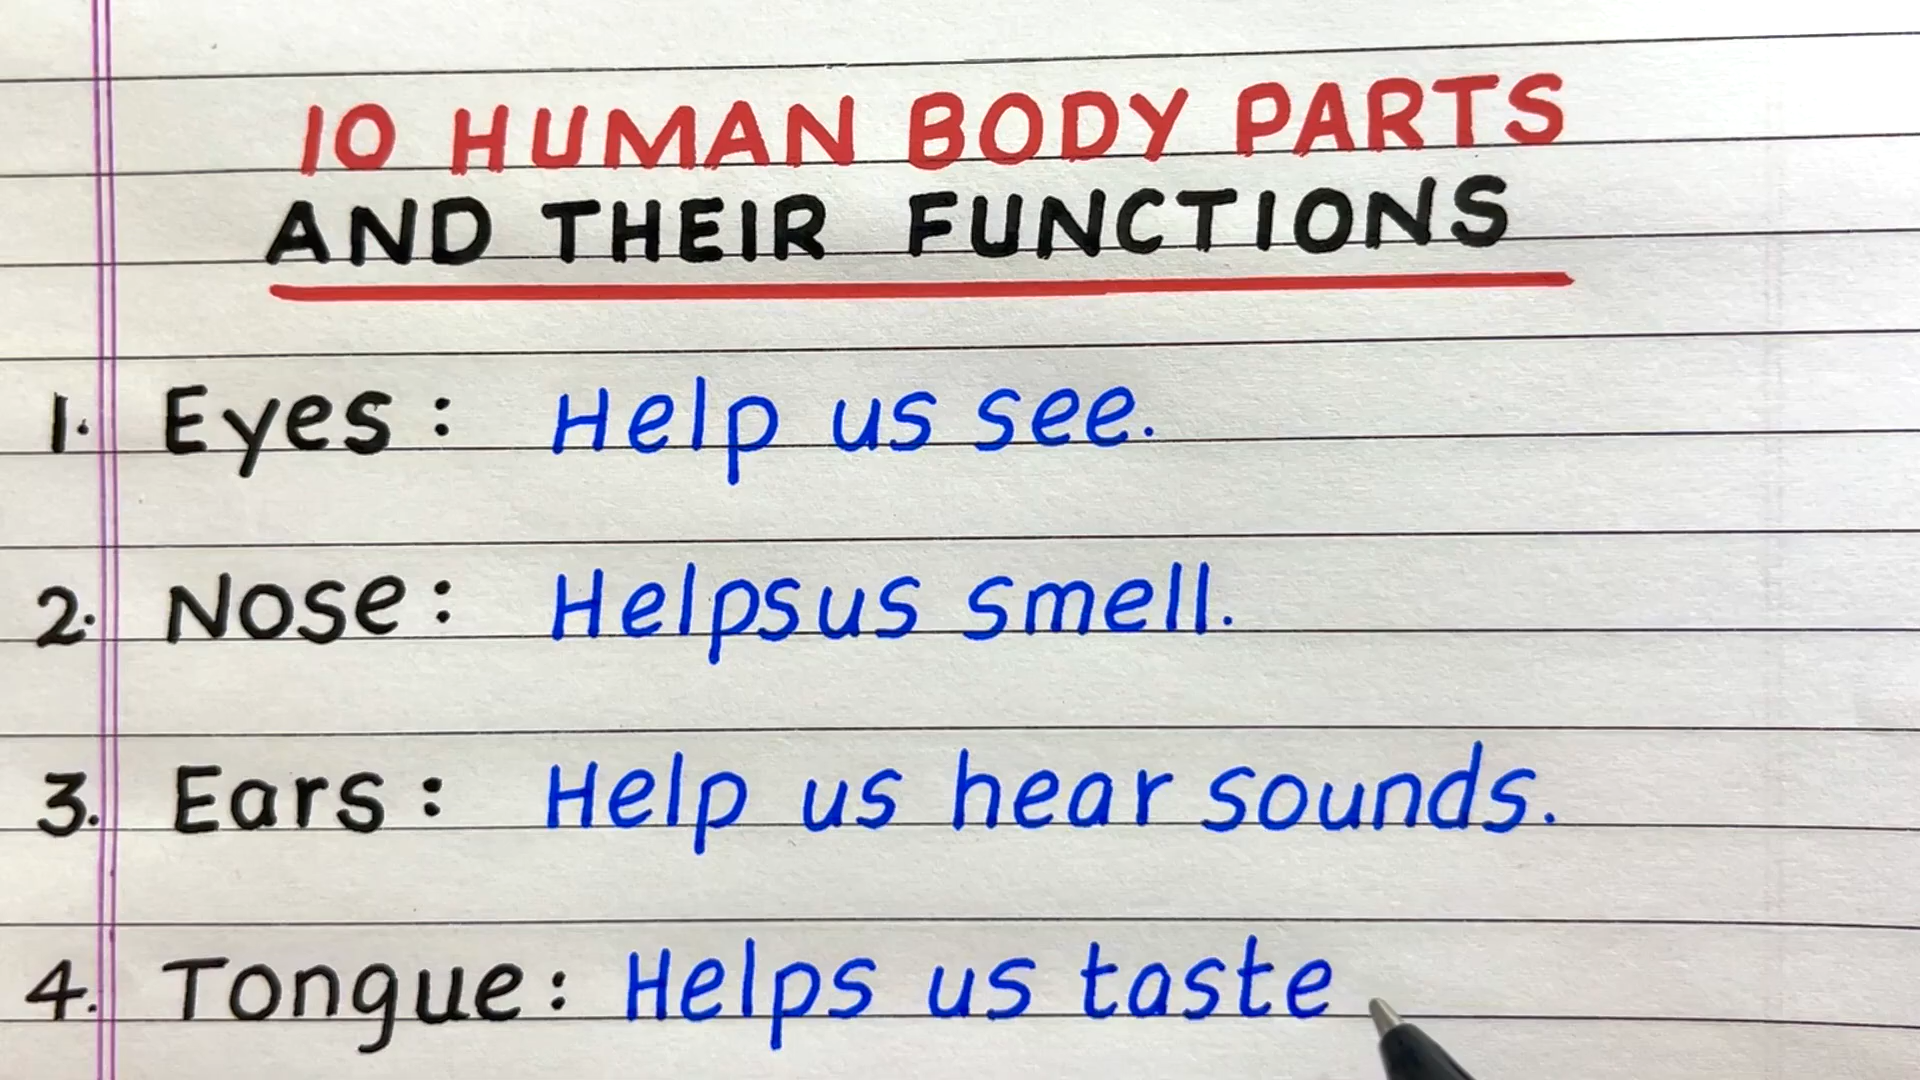 10 HUMAN BODY PARTS
AND THEIR FUNCTIONS
1. Eyes : Help us see.
2. Nose : Helpsus smell.
3. Ears : Help us hear sounds.
4. Tongue : Helps us taste